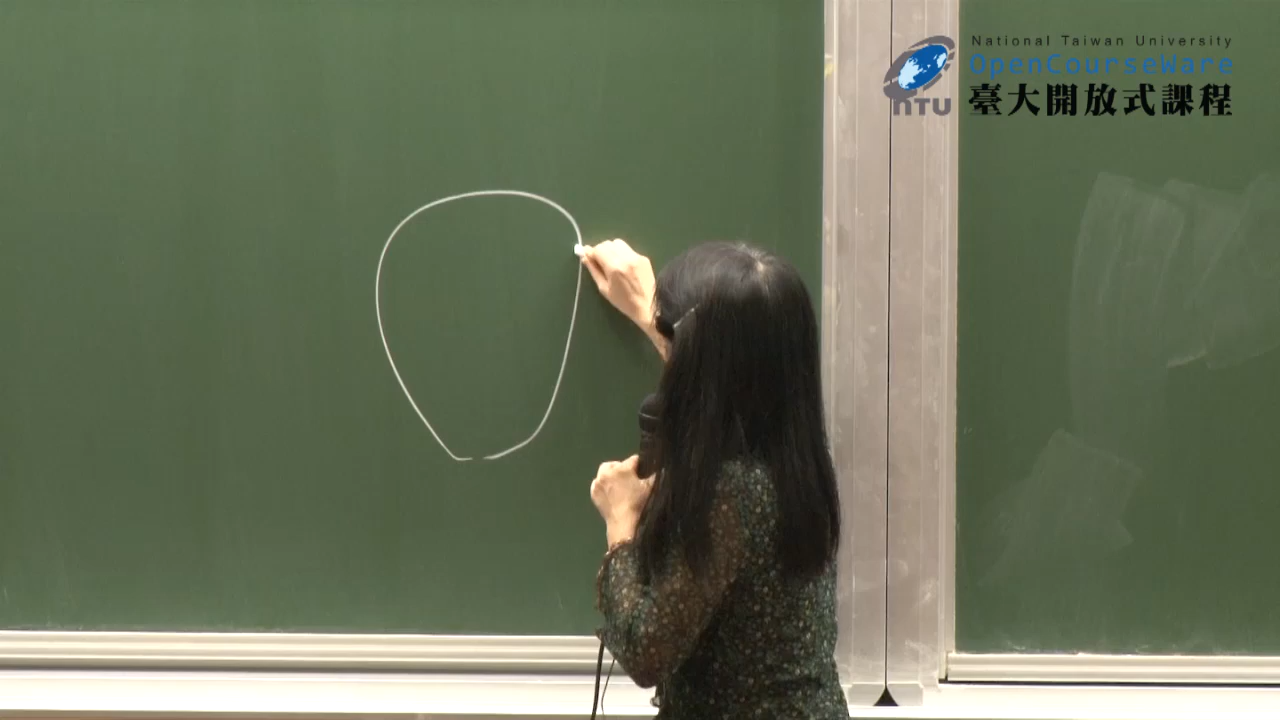 National Taiwan University
OpenCourseWare
NTU
臺大開放式課程